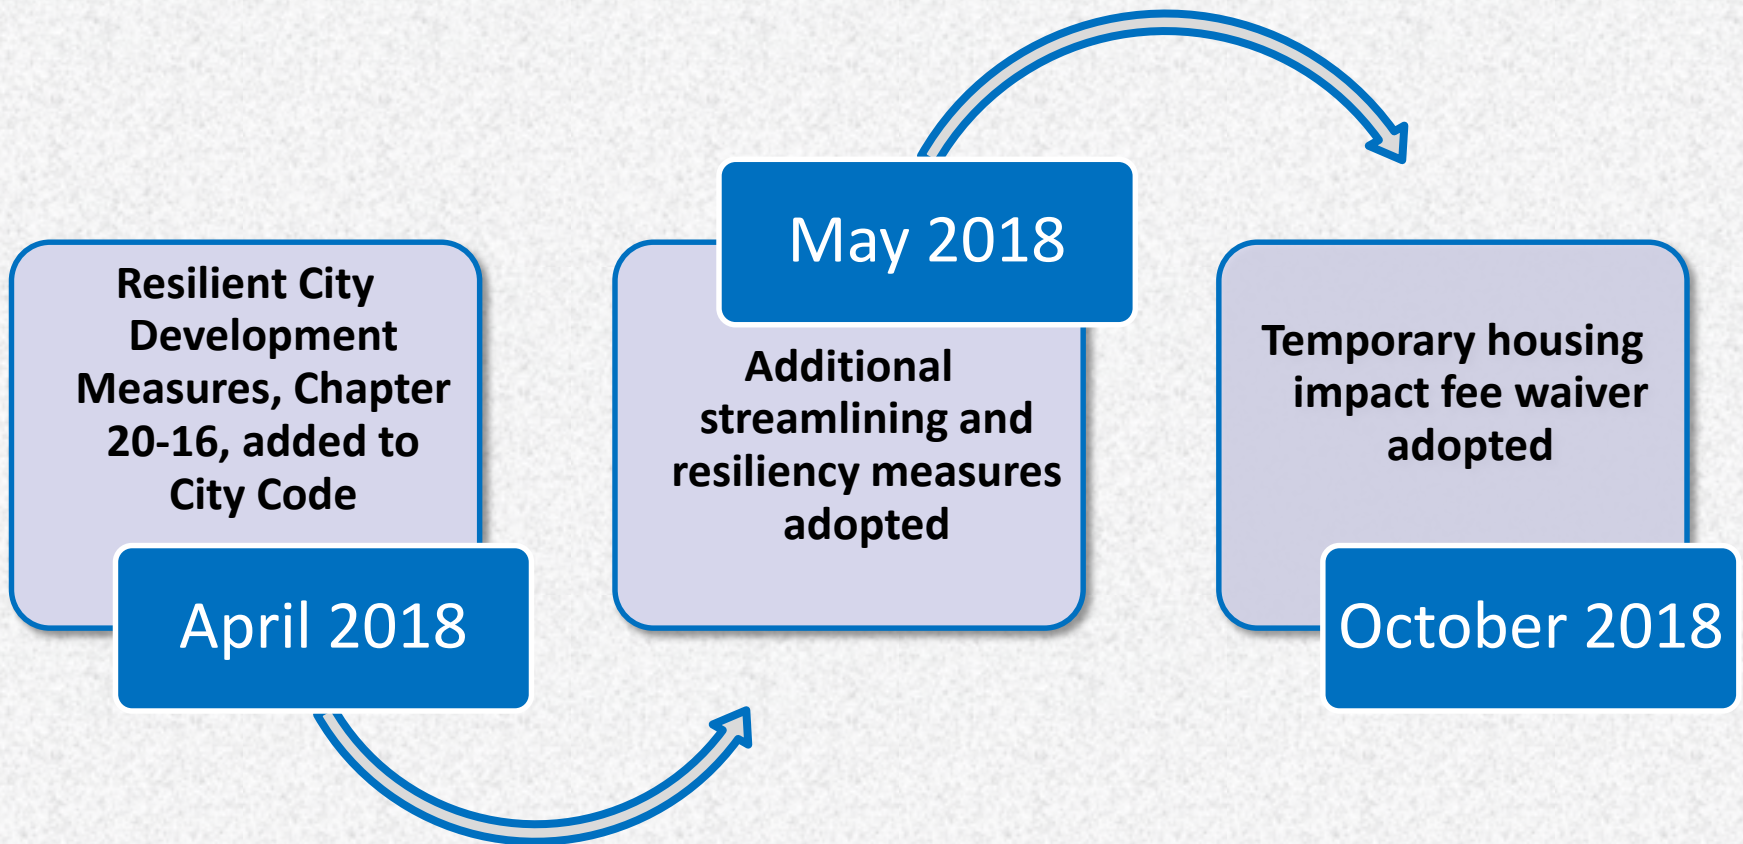 Resilient City
Development
Measures, Chapter
20-16, added to
City Code
April 2018
May 2018
Additional
streamlining and
resiliency measures
adopted
Temporary housing
impact fee waiver
adopted
October 2018